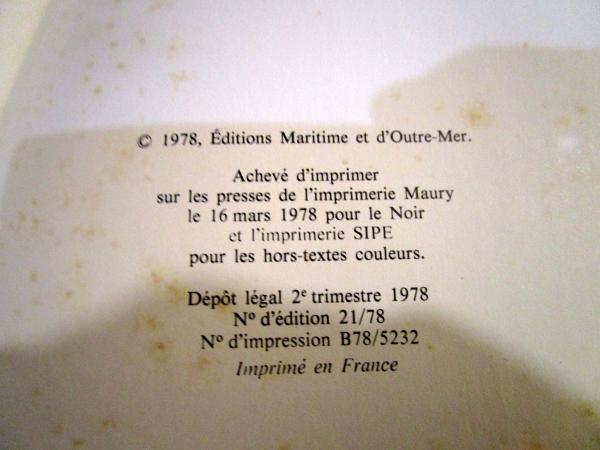 © 1978, Éditions Maritime et d'Outre-Mer.
Achevé d'imprimer
sur les presses de l'imprimerie Maury
le 16 mars 1978 pour le Noir
et l'imprimerie SIPE
pour les hors-textes couleurs.
Dépôt légal 2e trimestre 1978
No d'édition 21/78
No d'impression B78/5232
Imprimé en France